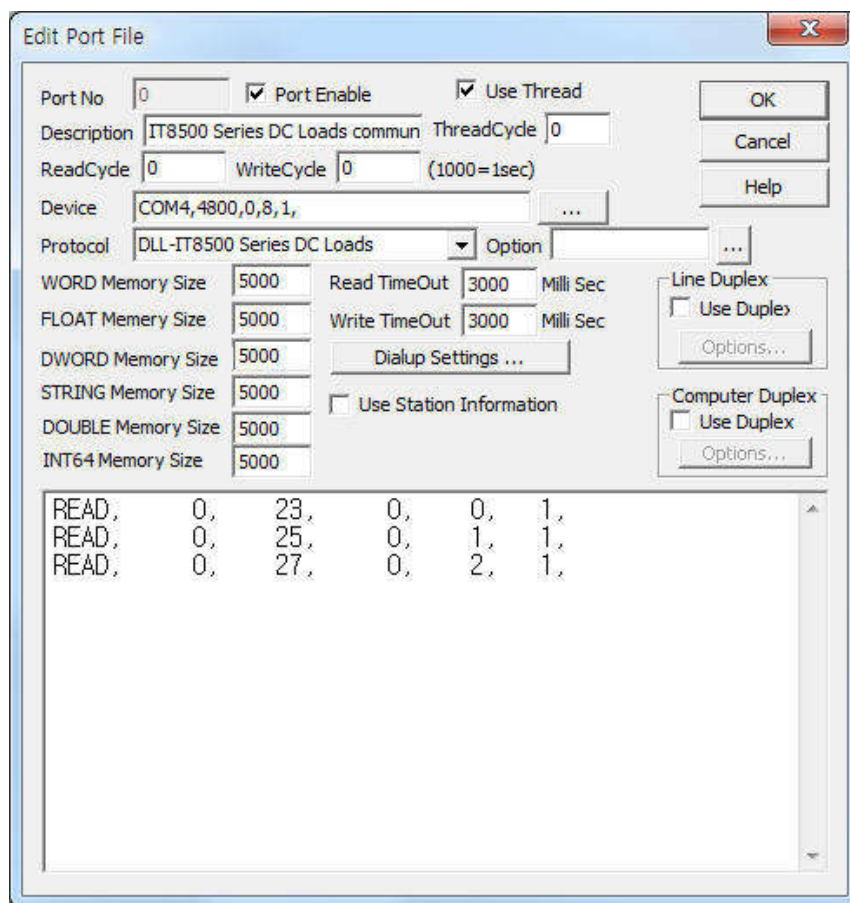 Edit Port File
Port No 0 Port Enable Use Thread OK
Description IT8500 Series DC Loads commun ThreadCycle 0 Cancel
ReadCycle 0 WriteCycle 0 (1000=1sec) Help
Device COM4,4800,0,8,1, ...
Protocol DLL-IT8500 Series DC Loads Option ...
WORD Memory Size 5000 Read TimeOut 3000 Milli Sec Line Duplex
FLOAT Memery Size 5000 Write TimeOut 3000 Milli Sec Use Duplex
DWORD Memory Size 5000 Dialup Settings ... Options...
STRING Memory Size 5000 Use Station Information Computer Duplex
DOUBLE Memory Size 5000 Use Duplex
INT64 Memory Size 5000 Options...
READ, 0, 23, 0, 0, 1,
READ, 0, 25, 0, 1, 1,
READ, 0, 27, 0, 2, 1,